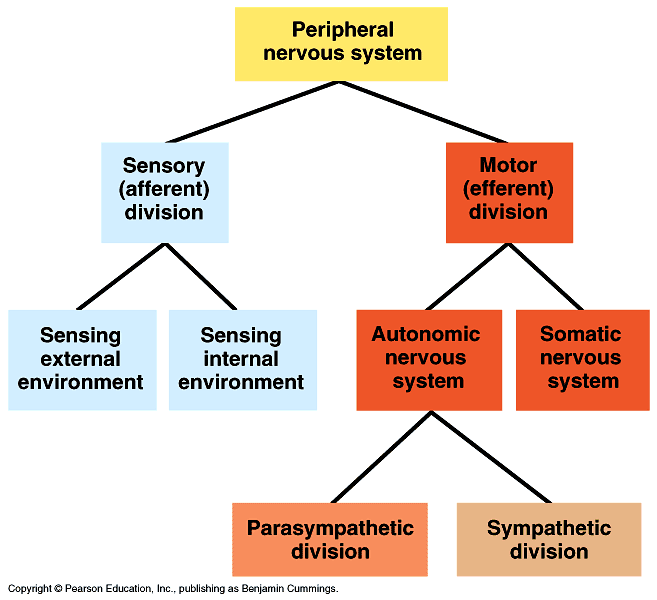 Peripheral
nervous system
Sensory
(afferent)
division
Motor
(efferent)
division
Sensing
external
environment
Sensing
internal
environment
Autonomic
nervous
system
Somatic
nervous
system
Parasympathetic
division
Sympathetic
division
Copyright © Pearson Education, Inc., publishing as Benjamin Cummings.